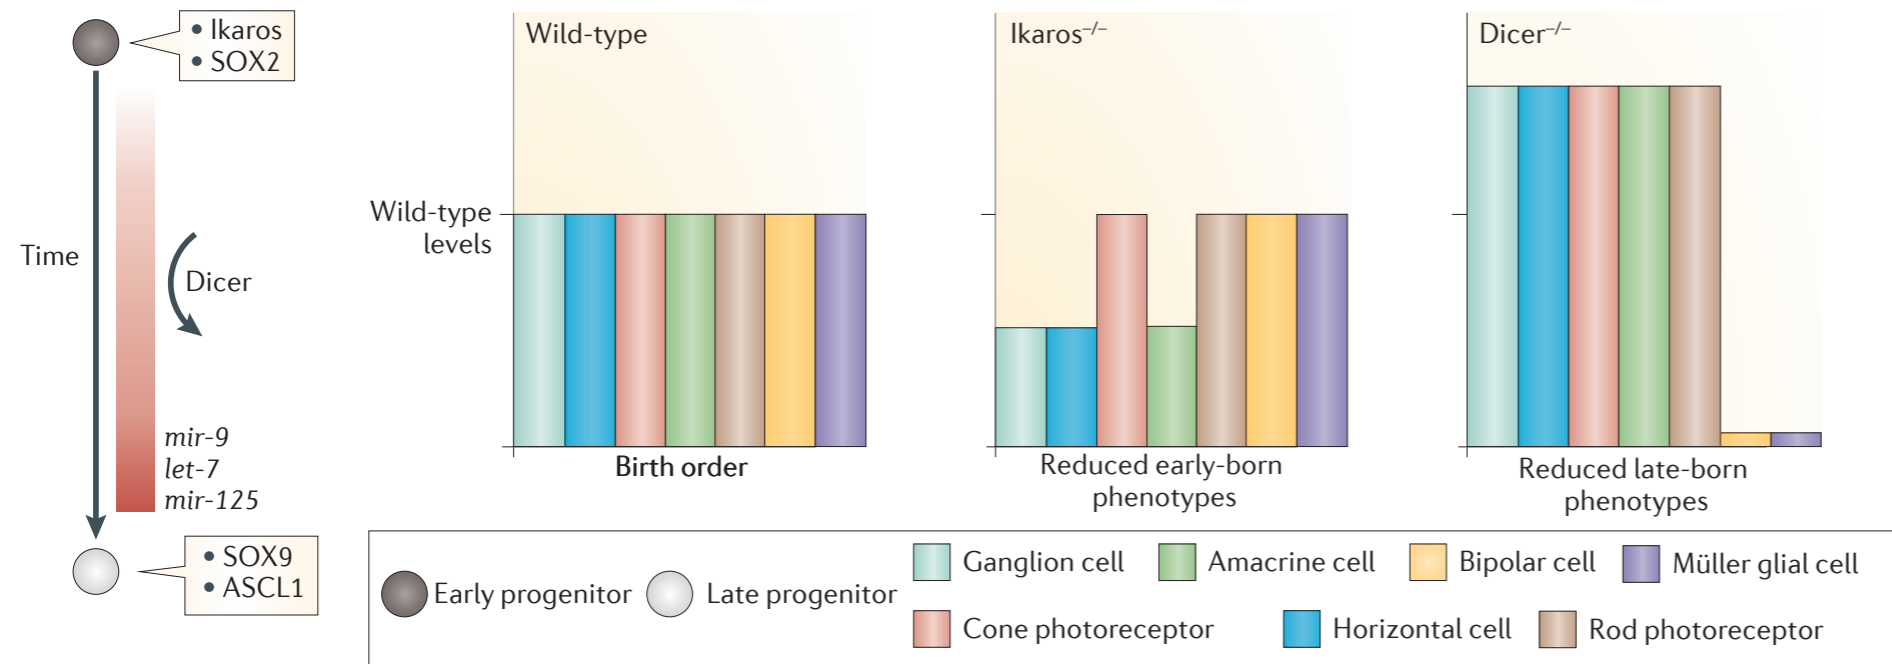 • Ikaros
• SOX2
Time
Dicer
mir-9
let-7
mir-125
• SOX9
• ASCL1
Wild-type
levels
Wild-type
Birth order
Ikaros–/–
Reduced early-born
phenotypes
Dicer–/–
Reduced late-born
phenotypes
Early progenitor
Late progenitor
Ganglion cell
Amacrine cell
Bipolar cell
Müller glial cell
Cone photoreceptor
Horizontal cell
Rod photoreceptor